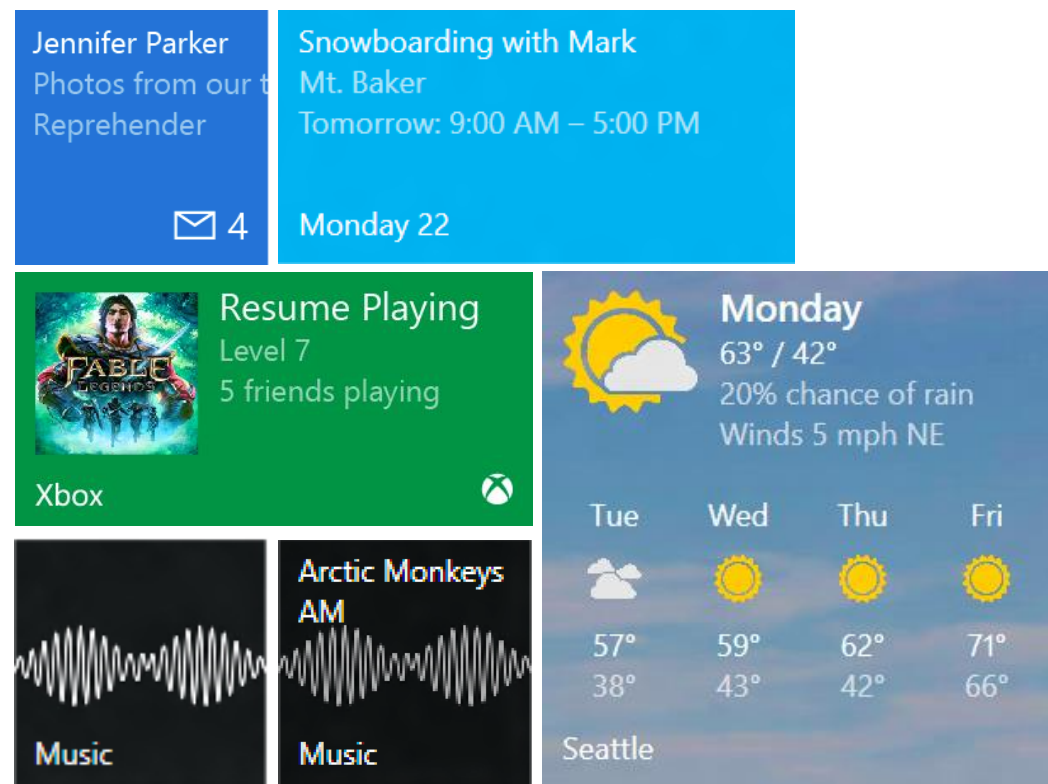 Jennifer Parker
Photos from our t
Reprehender
4
Snowboarding with Mark
Mt. Baker
Tomorrow: 9:00 AM – 5:00 PM
Monday 22
FABLE
LEGENDS
Resume Playing
Level 7
5 friends playing
Xbox
Monday
63° / 42°
20% chance of rain
Winds 5 mph NE
Tue Wed Thu Fri
57° 59° 62° 71°
38° 43° 42° 66°
Seattle
Music
Arctic Monkeys
AM
Music